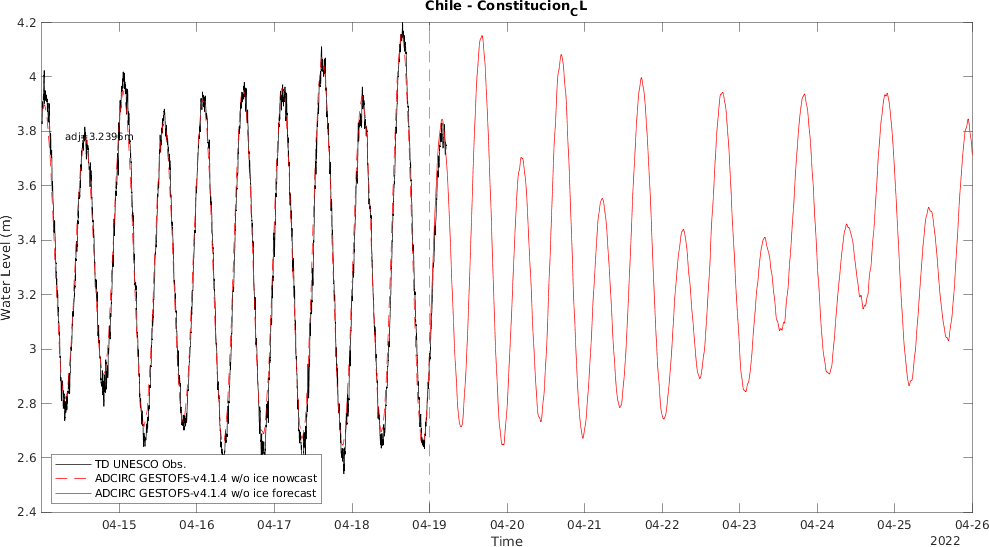 Chile - Constitucion_CL
4.2
4
3.8
3.6
3.4
3.2
3
2.8
2.6
2.4
Water Level (m)
adj=3.2396m
TD UNESCO Obs.
ADCIRC GESTOFS-v4.1.4 w/o ice nowcast
ADCIRC GESTOFS-v4.1.4 w/o ice forecast
04-15 04-16 04-17 04-18 04-19 04-20 04-21 04-22 04-23 04-24 04-25 04-26
Time
2022